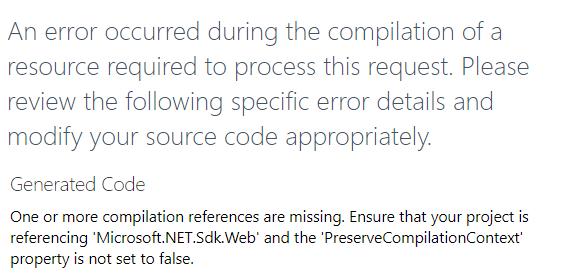 An error occurred during the compilation of a
resource required to process this request. Please
review the following specific error details and
modify your source code appropriately.
Generated Code
One or more compilation references are missing. Ensure that your project is
referencing 'Microsoft.NET.Sdk.Web' and the 'PreserveCompilationContext'
property is not set to false.